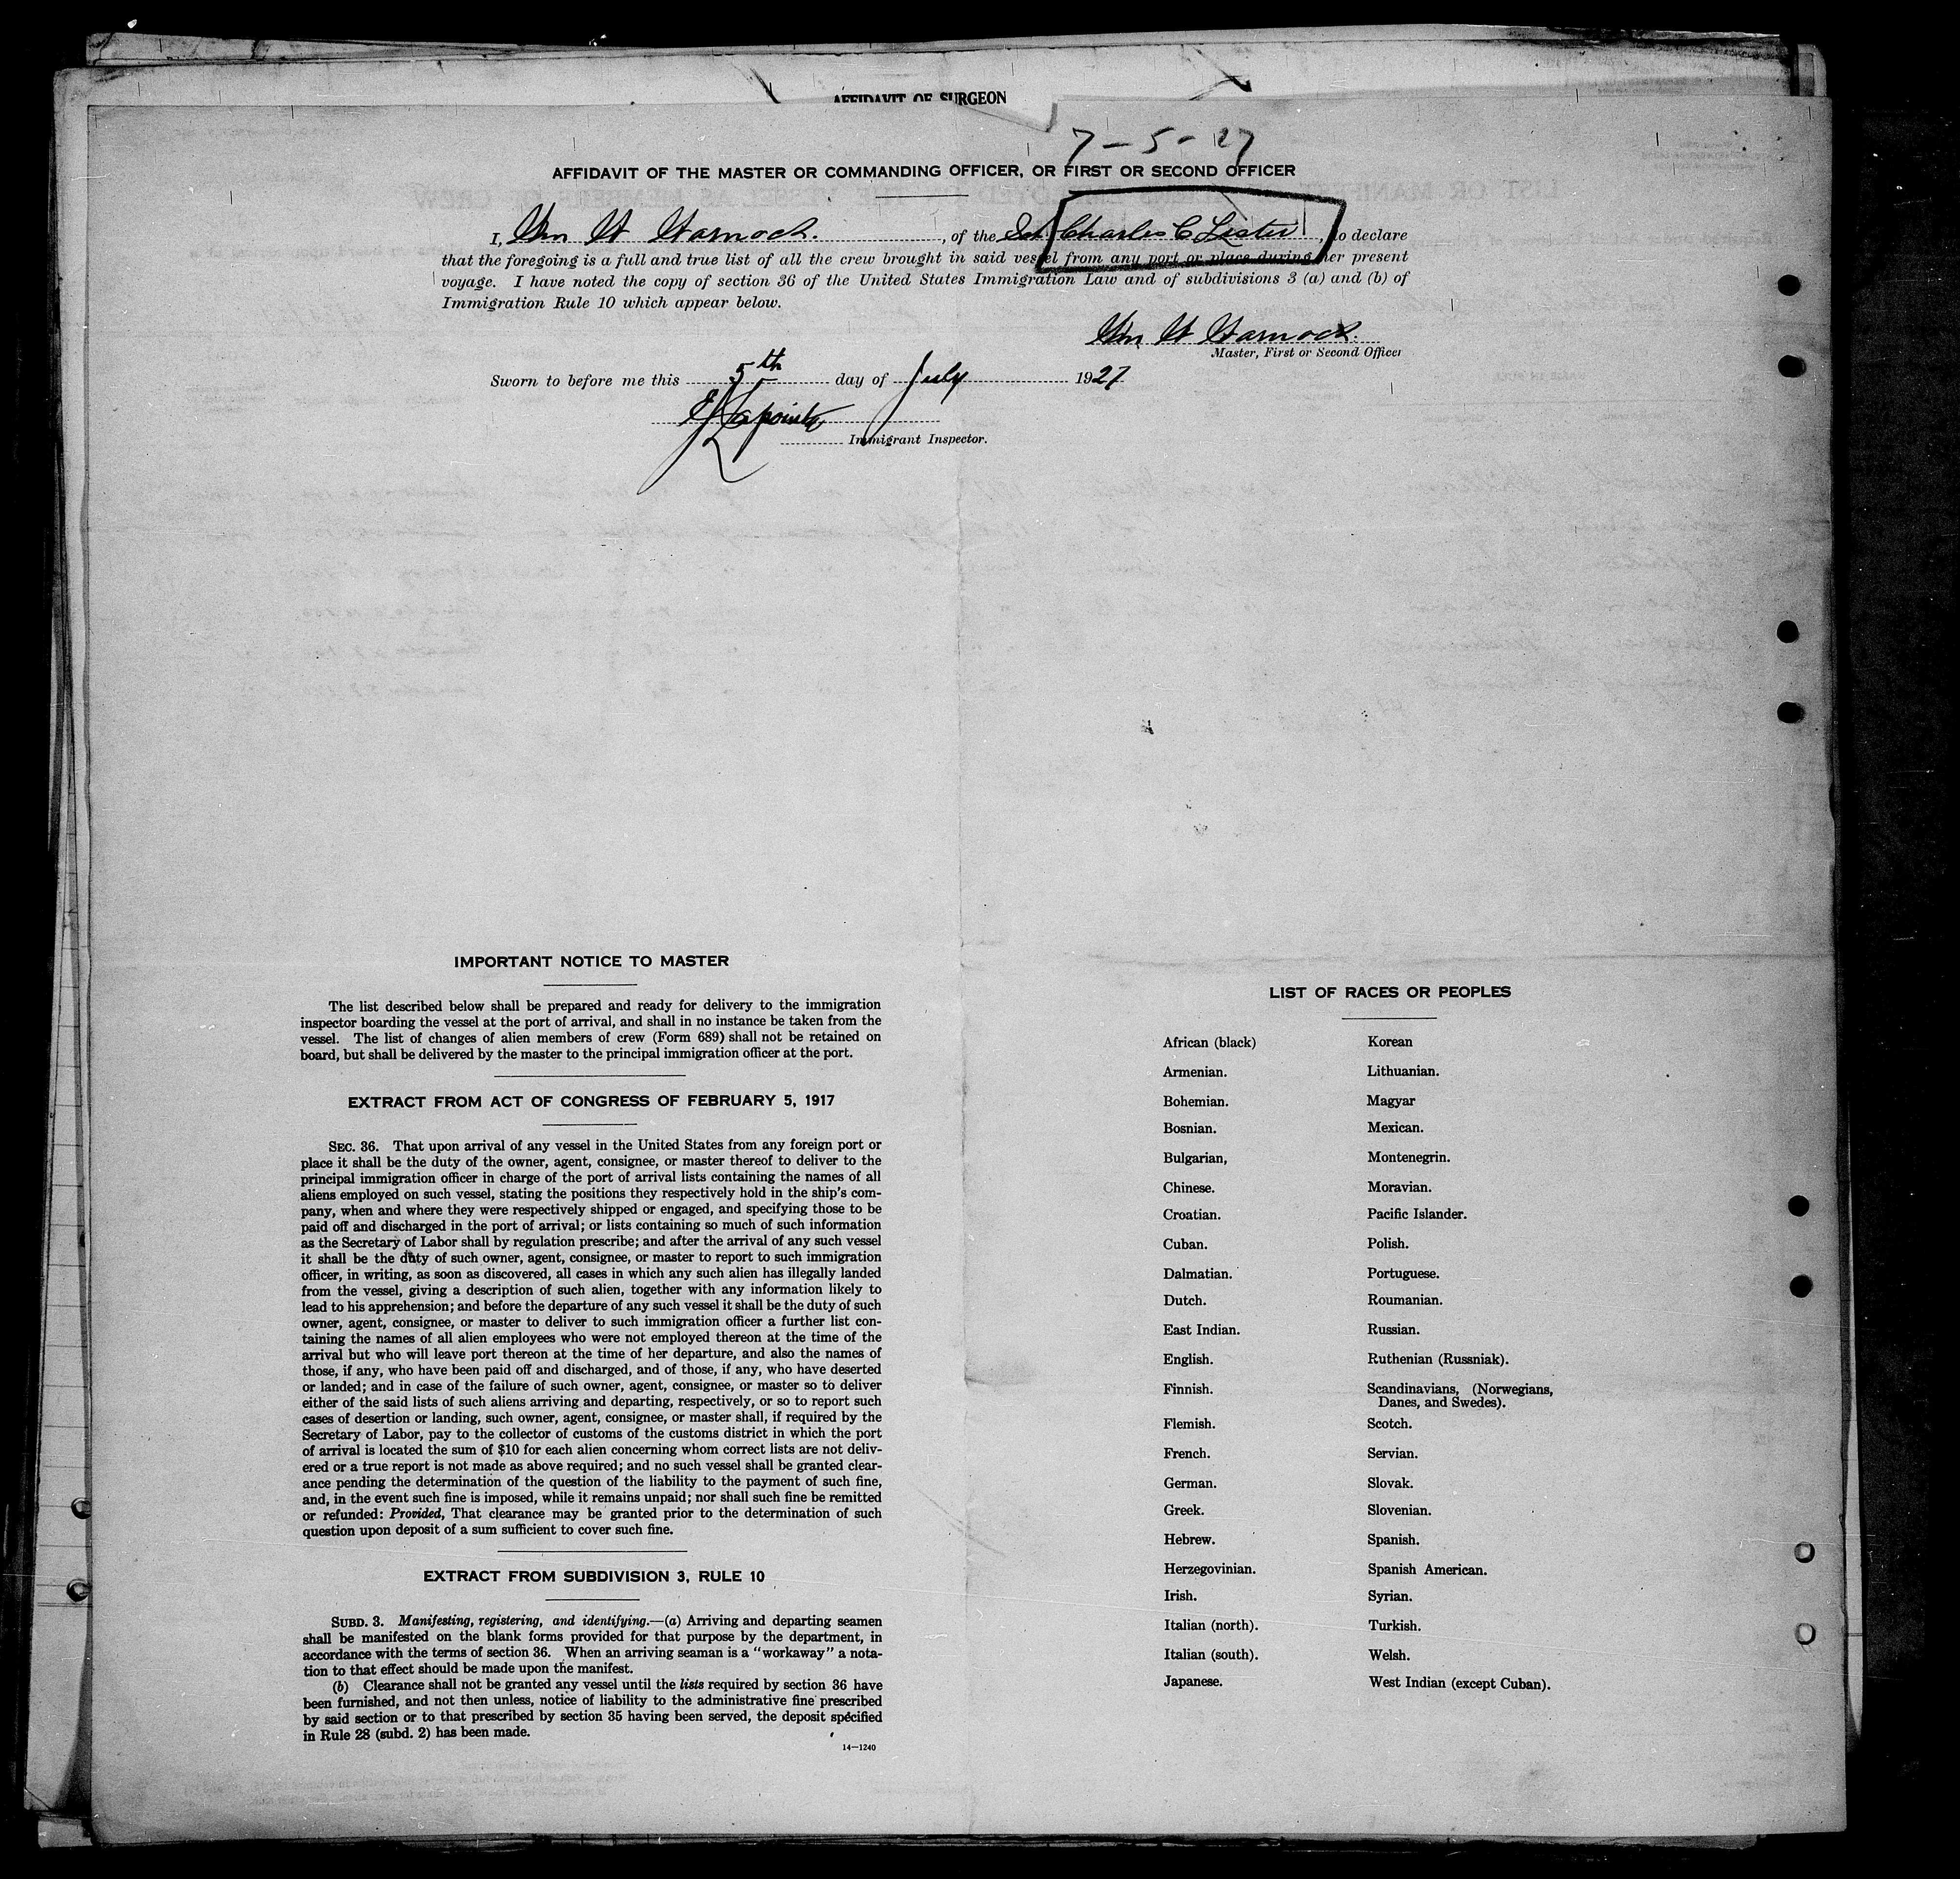 AFFIDAVIT OF SURGEON
7-5-27
AFFIDAVIT OF THE MASTER OR COMMANDING OFFICER, OR FIRST OR SECOND OFFICER
I, Wm H Warnock., of the Sch. Charles C Lester, do declare
that the foregoing is a full and true list of all the crew brought in said vessel from any port or place during her present
voyage. I have noted the copy of section 36 of the United States Immigration Law and of subdivisions 3 (a) and (b) of
Immigration Rule 10 which appear below.
Wm H Warnock.
Master, First or Second Officer
Sworn to before me this 5th day of July 1927
Lapointe
Immigrant Inspector.
IMPORTANT NOTICE TO MASTER
The list described below shall be prepared and ready for delivery to the immigration
inspector boarding the vessel at the port of arrival, and shall in no instance be taken from the
vessel. The list of changes of alien members of crew (Form 689) shall not be retained on
board, but shall be delivered by the master to the principal immigration officer at the port.
EXTRACT FROM ACT OF CONGRESS OF FEBRUARY 5, 1917
SEC. 36. That upon arrival of any vessel in the United States from any foreign port or
place it shall be the duty of the owner, agent, consignee, or master thereof to deliver to the
principal immigration officer in charge of the port of arrival lists containing the names of all
aliens employed on such vessel, stating the positions they respectively hold in the ship's com-
pany, when and where they were respectively shipped or engaged, and specifying those to be
paid off and discharged in the port of arrival; or lists containing so much of such information
as the Secretary of Labor shall by regulation prescribe; and after the arrival of any such vessel
it shall be the duty of such owner, agent, consignee, or master to report to such immigration
officer, in writing, as soon as discovered, all cases in which any such alien has illegally landed
from the vessel, giving a description of such alien, together with any information likely to
lead to his apprehension; and before the departure of any such vessel it shall be the duty of such
owner, agent, consignee, or master to deliver to such immigration officer a further list con-
taining the names of all alien employees who were not employed thereon at the time of the
arrival but who will leave port thereon at the time of her departure, and also the names of
those, if any, who have been paid off and discharged, and of those, if any, who have deserted
or landed; and in case of the failure of such owner, agent, consignee, or master so to deliver
either of the said lists of such aliens arriving and departing, respectively, or so to report such
cases of desertion or landing, such owner, agent, consignee, or master shall, if required by the
Secretary of Labor, pay to the collector of customs of the customs district in which the port
of arrival is located the sum of $10 for each alien concerning whom correct lists are not deliv-
ered or a true report is not made as above required; and no such vessel shall be granted clear-
ance pending the determination of the question of the liability to the payment of such fine,
and, in the event such fine is imposed, while it remains unpaid; nor shall such fine be remitted
or refunded: Provided, That clearance may be granted prior to the determination of such
question upon deposit of a sum sufficient to cover such fine.
EXTRACT FROM SUBDIVISION 3, RULE 10
SUBD. 3. Manifesting, registering, and identifying.—(a) Arriving and departing seamen
shall be manifested on the blank forms provided for that purpose by the department, in
accordance with the terms of section 36. When an arriving seaman is a "workaway" a nota-
tion to that effect should be made upon the manifest.
(b) Clearance shall not be granted any vessel until the lists required by section 36 have
been furnished, and not then unless, notice of liability to the administrative fine prescribed
by said section or to that prescribed by section 35 having been served, the deposit specified
in Rule 28 (subd. 2) has been made.
14—1240
LIST OF RACES OR PEOPLES
African (black)
Armenian.
Bohemian.
Bosnian.
Bulgarian,
Chinese.
Croatian.
Cuban.
Dalmatian.
Dutch.
East Indian.
English.
Finnish.
Flemish.
French.
German.
Greek.
Hebrew.
Herzegovinian.
Irish.
Italian (north).
Italian (south).
Japanese.
Korean
Lithuanian.
Magyar
Mexican.
Montenegrin.
Moravian.
Pacific Islander.
Polish.
Portuguese.
Roumanian.
Russian.
Ruthenian (Russniak).
Scandinavians, (Norwegians,
Danes, and Swedes).
Scotch.
Servian.
Slovak.
Slovenian.
Spanish.
Spanish American.
Syrian.
Turkish.
Welsh.
West Indian (except Cuban).